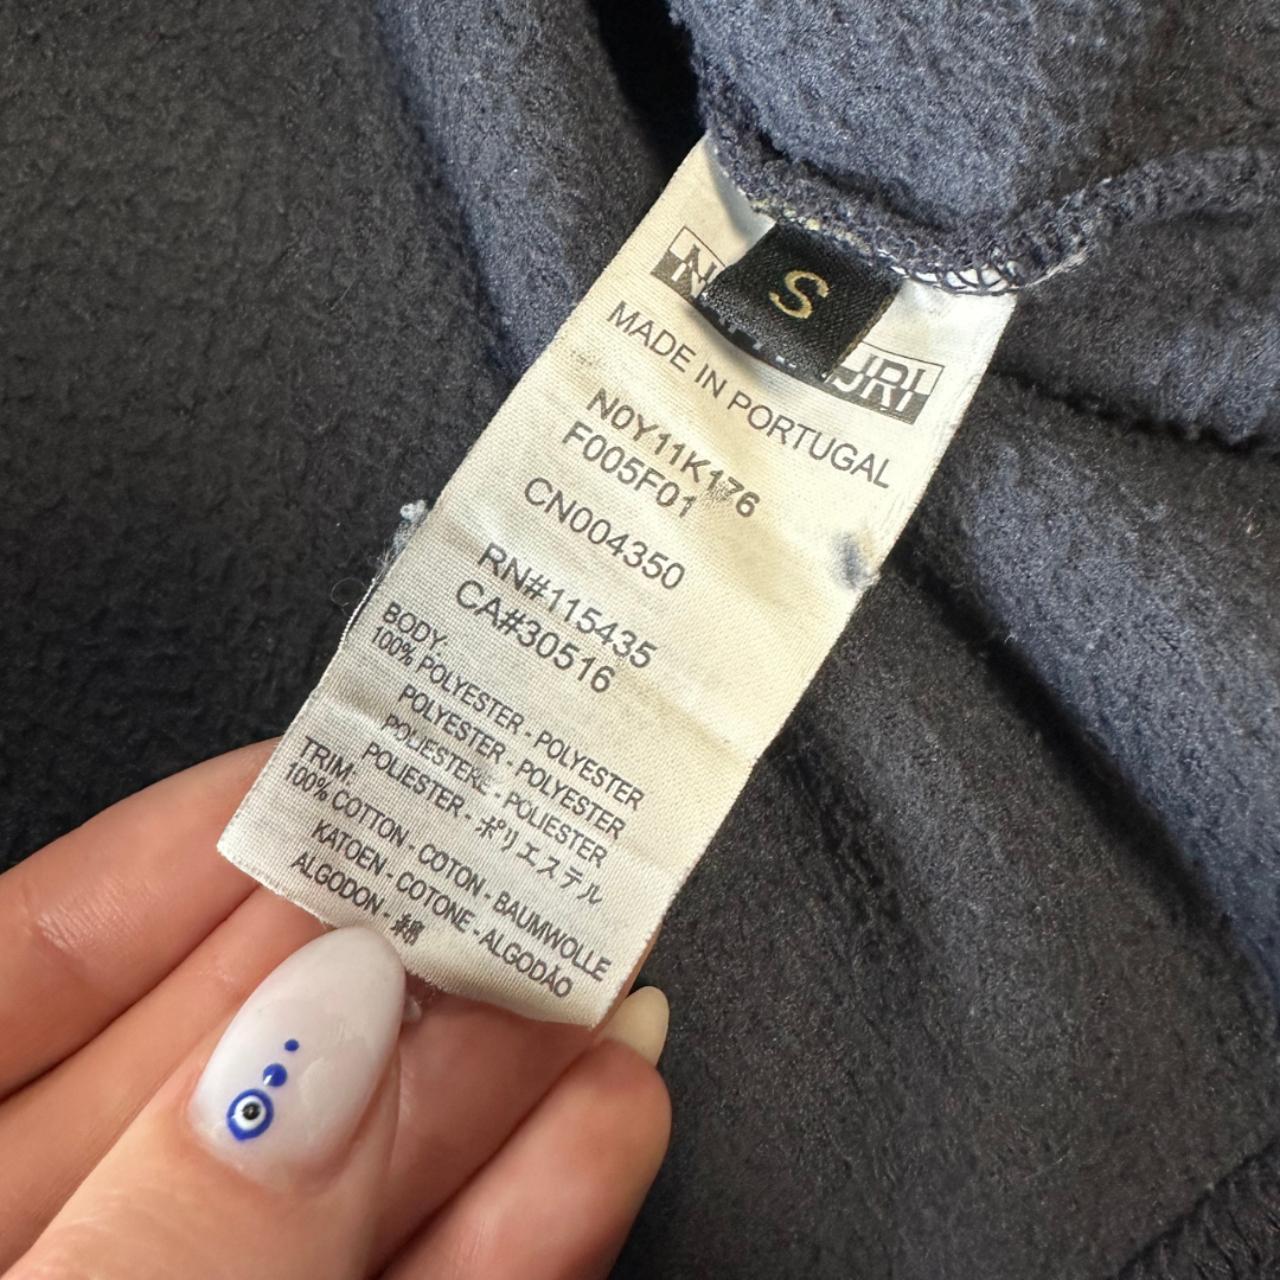 S
MADE IN PORTUGAL
N0Y11K176
F005F01
CN004350
RN#115435
CA#30516
BODY:
100% POLYESTER - POLYESTER
POLYESTER - POLYESTER
POLIESTERE - POLIESTER
POLIESTER - ポリエステル
TRIM:
100% COTTON - COTON - BAUMWOLLE
KATOEN - COTONE - ALGODÃO
ALGODON - 綿